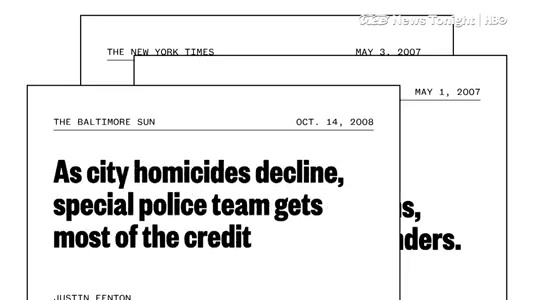 VICE News Tonight | HBO
THE NEW YORK TIMES MAY 3, 2007
MAY 1, 2007
THE BALTIMORE SUN OCT. 14, 2008
As city homicides decline,
special police team gets
most of the credit
s,
nders.
JUSTIN FENTON